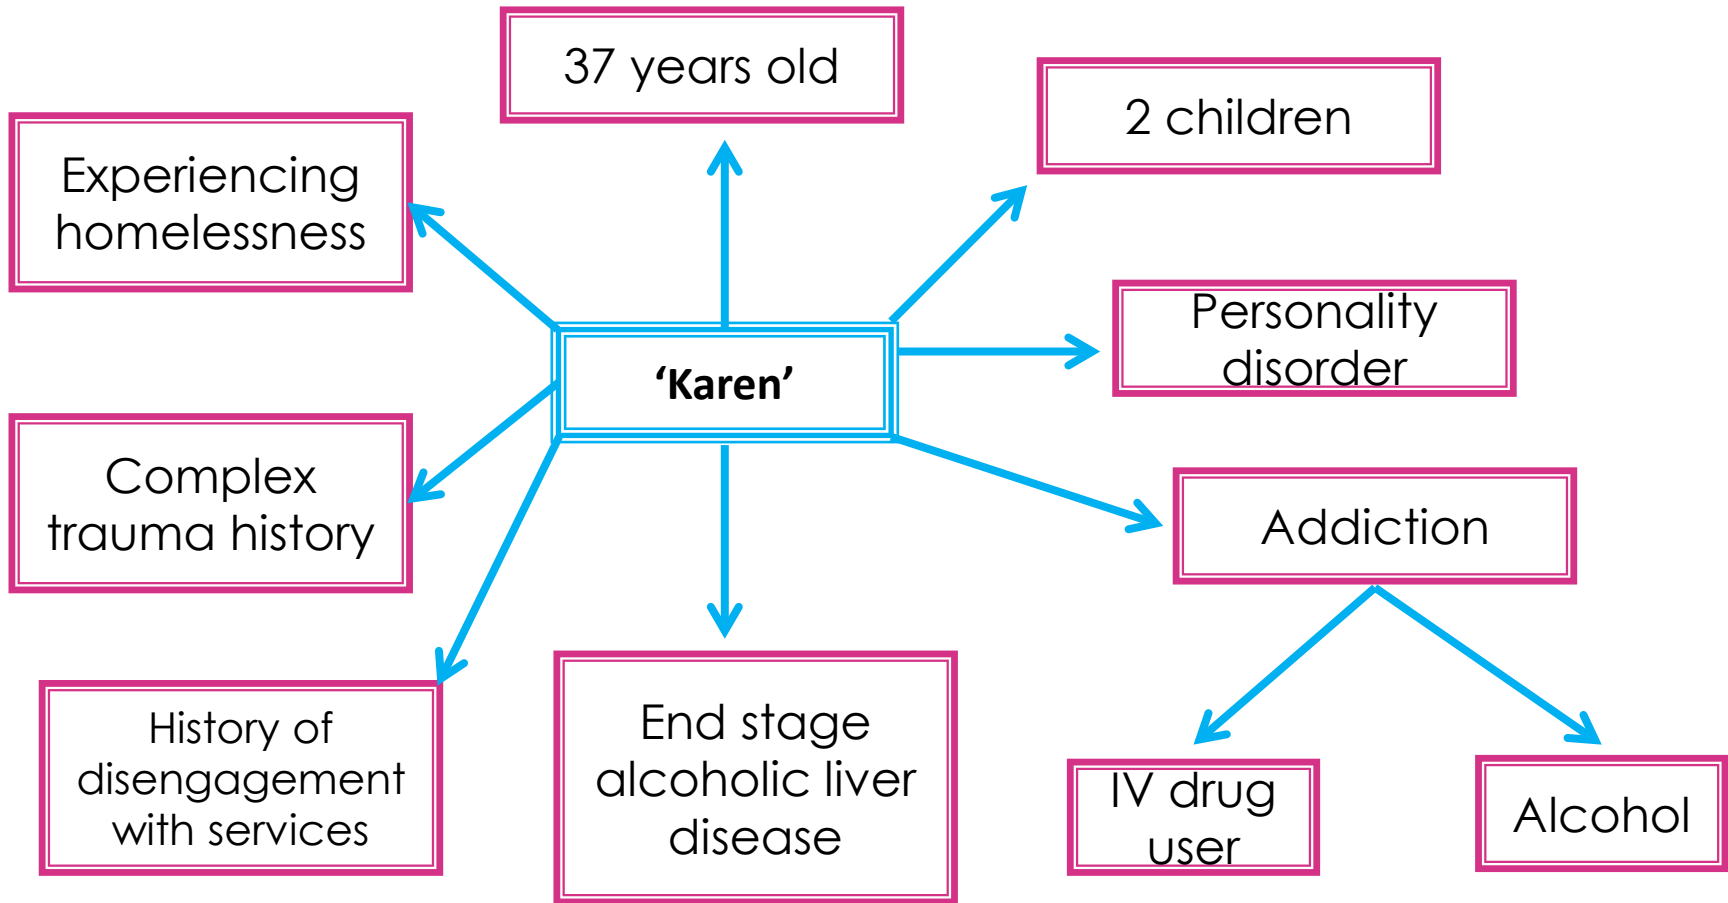 37 years old
2 children
Experiencing
homelessness
Personality
disorder
‘Karen’
Complex
trauma history
Addiction
History of
disengagement
with services
End stage
alcoholic liver
disease
IV drug
user
Alcohol